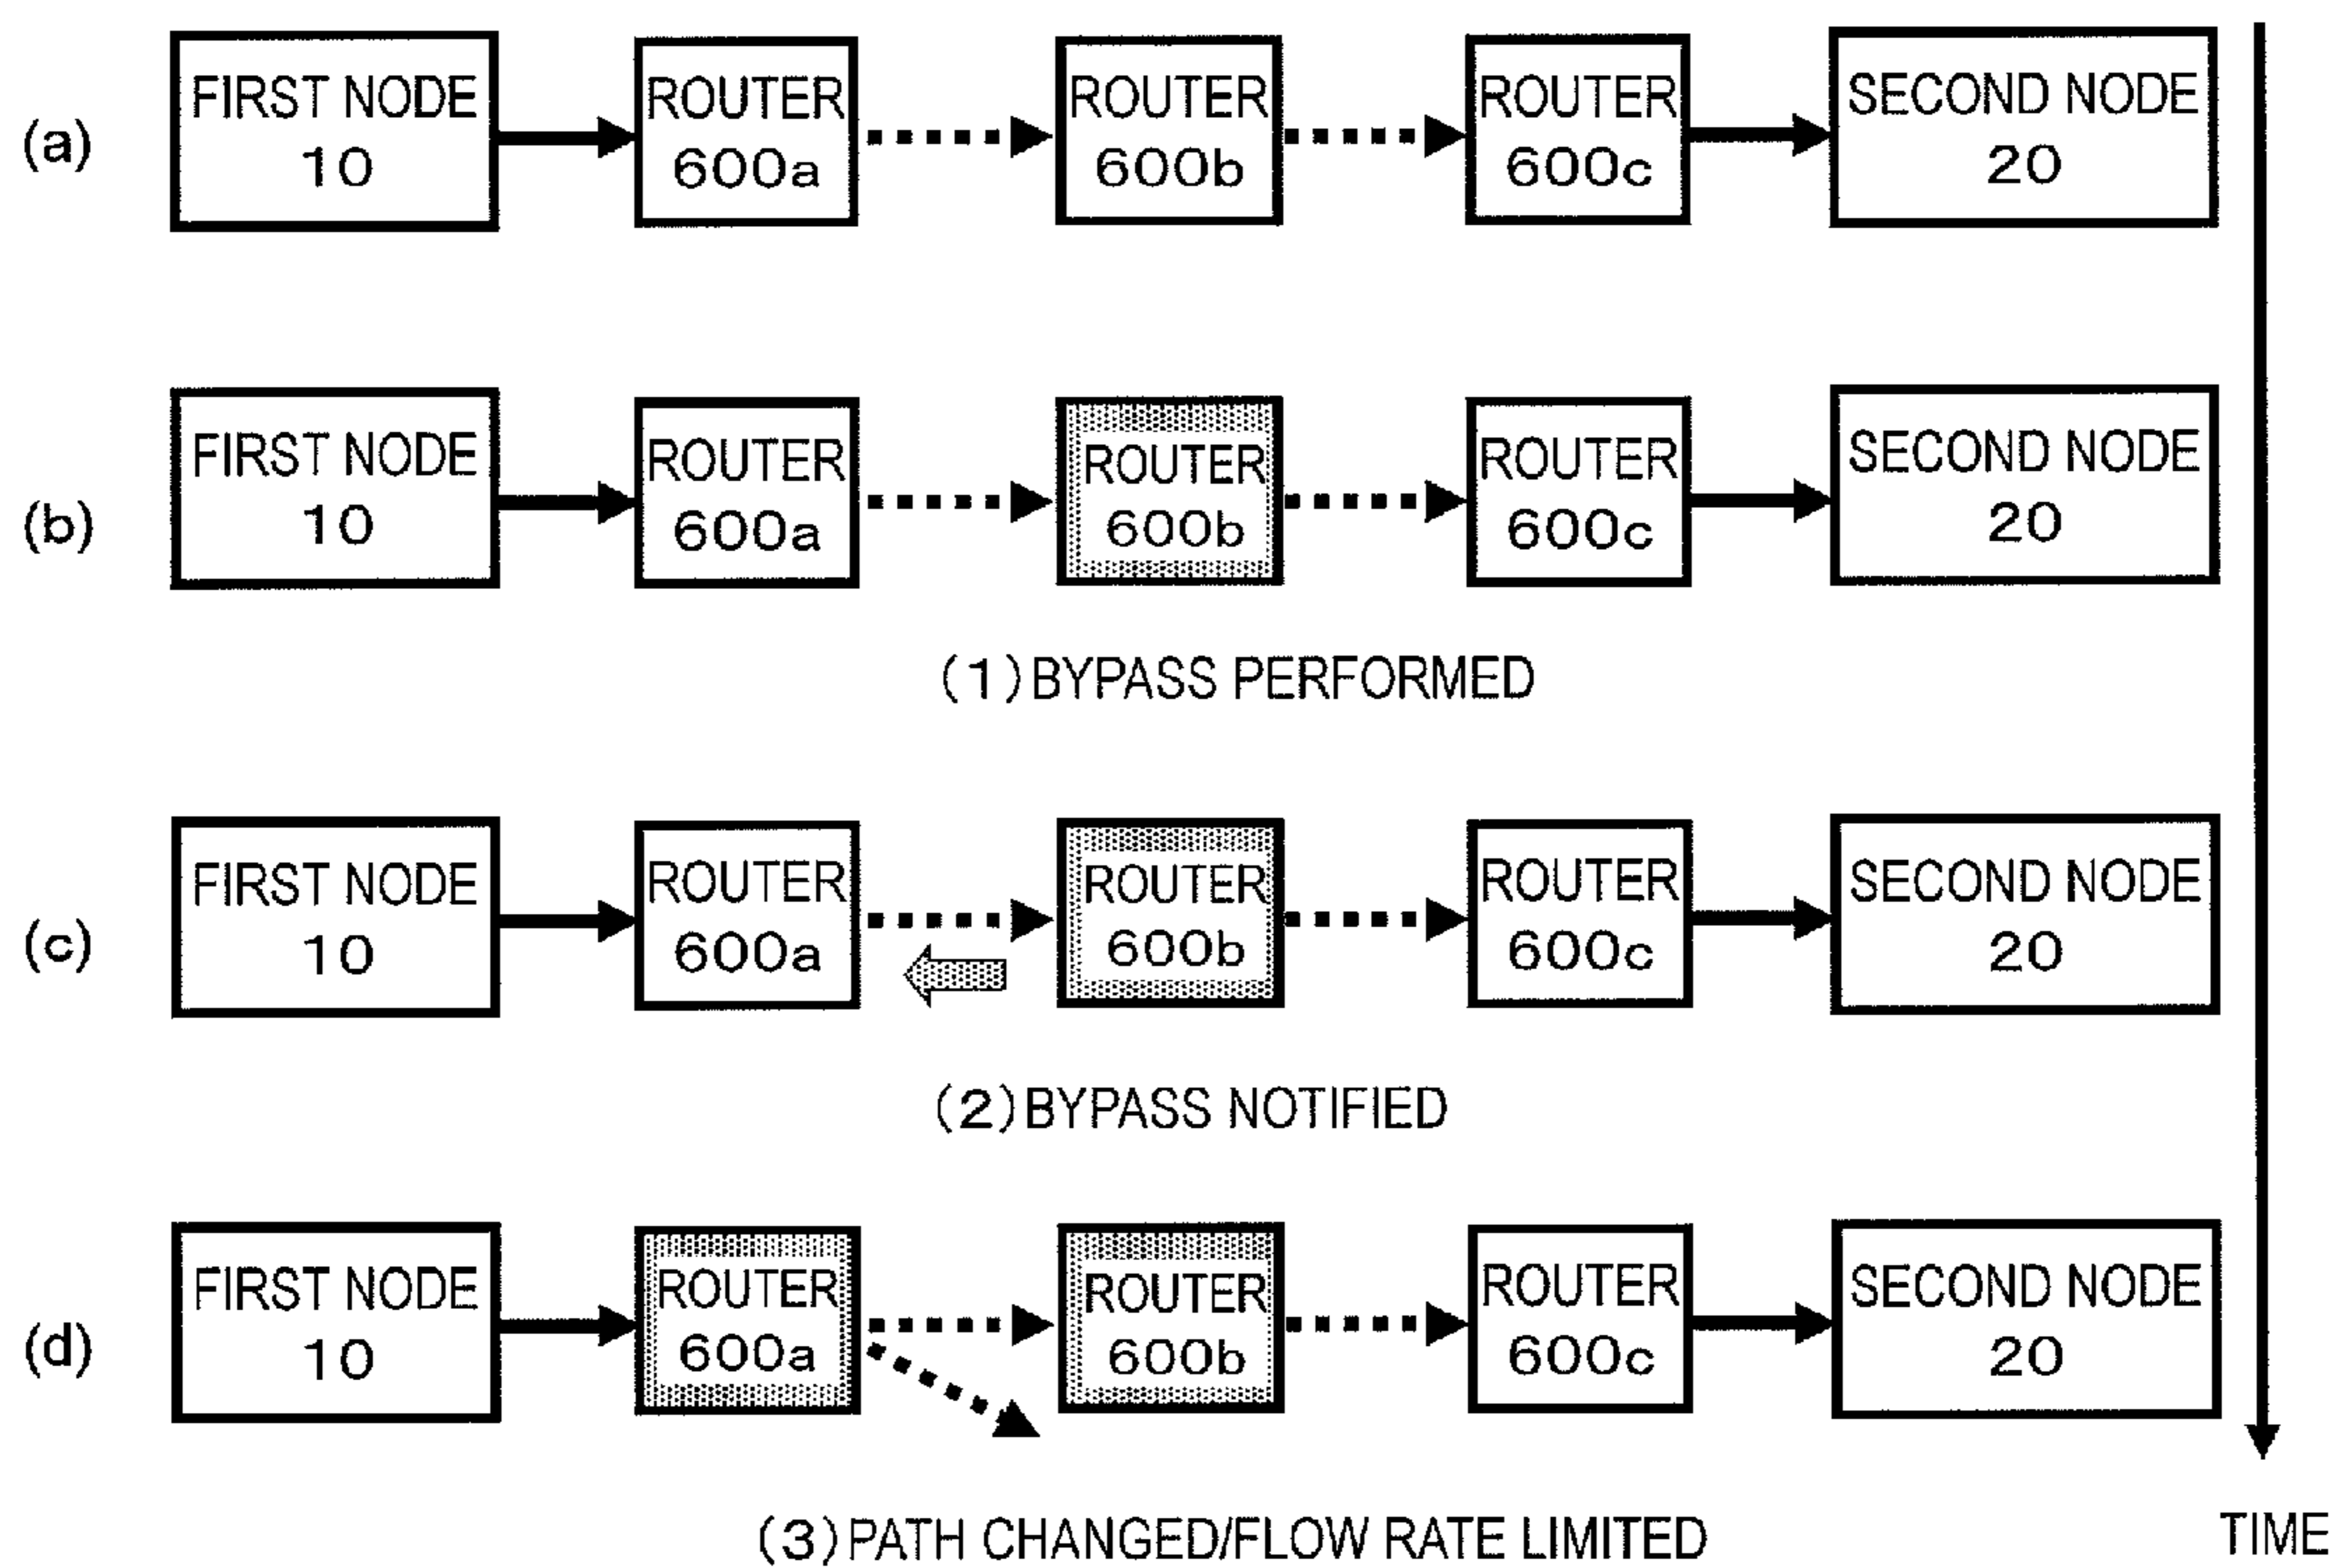 (a)
FIRST NODE
10
ROUTER
600a
ROUTER
600b
ROUTER
600c
SECOND NODE
20
(b)
FIRST NODE
10
ROUTER
600a
ROUTER
600b
ROUTER
600c
SECOND NODE
20
(1)BYPASS PERFORMED
(c)
FIRST NODE
10
ROUTER
600a
ROUTER
600b
ROUTER
600c
SECOND NODE
20
(2)BYPASS NOTIFIED
(d)
FIRST NODE
10
ROUTER
600a
ROUTER
600b
ROUTER
600c
SECOND NODE
20
(3)PATH CHANGED/FLOW RATE LIMITED
TIME